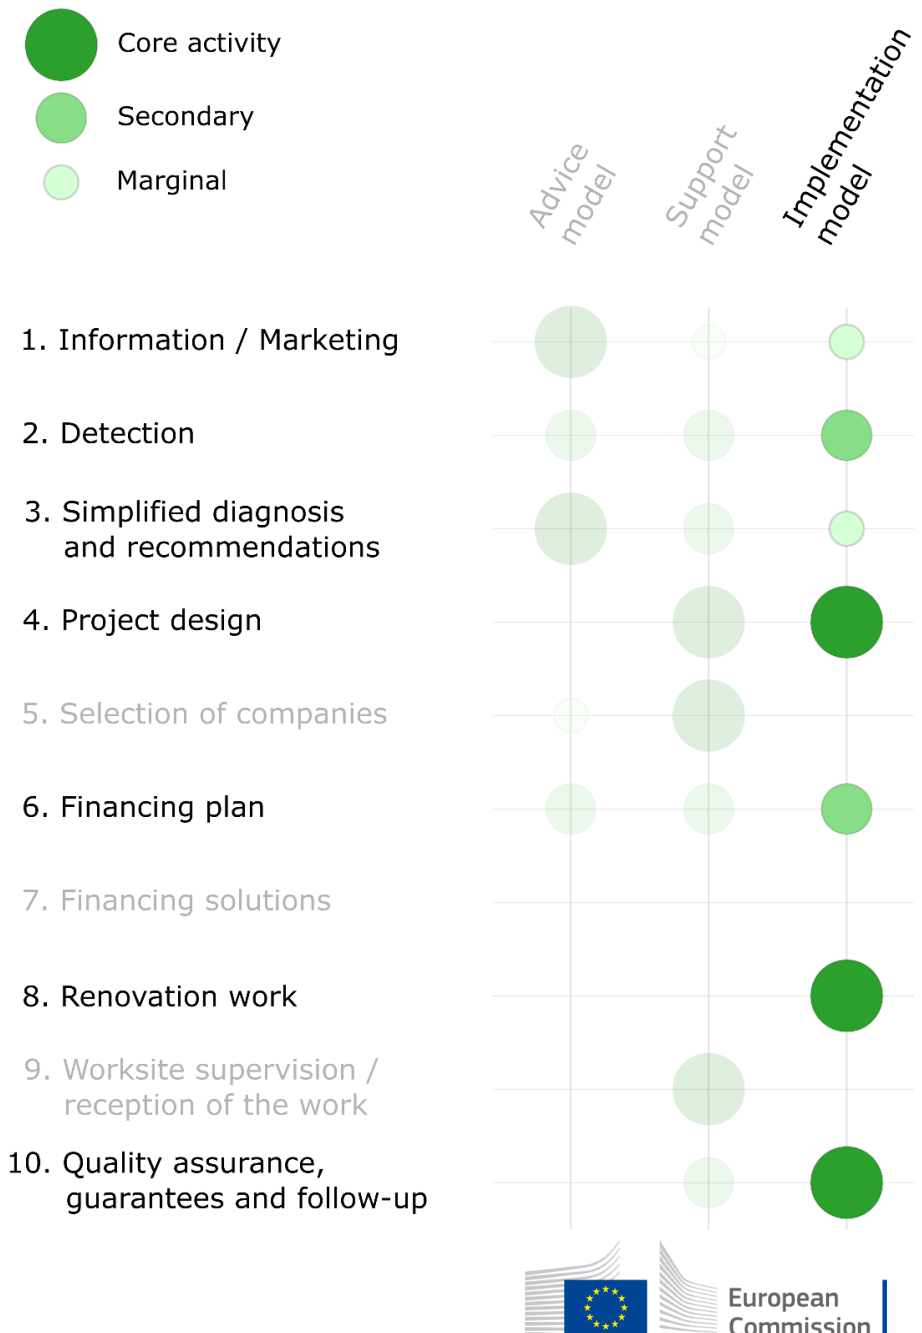 Core activity
Secondary
Marginal
Advice
model
Support
model
Implementation
model
1. Information / Marketing
2. Detection
3. Simplified diagnosis
and recommendations
4. Project design
5. Selection of companies
6. Financing plan
7. Financing solutions
8. Renovation work
9. Worksite supervision /
reception of the work
10. Quality assurance,
guarantees and follow-up
European
Commission